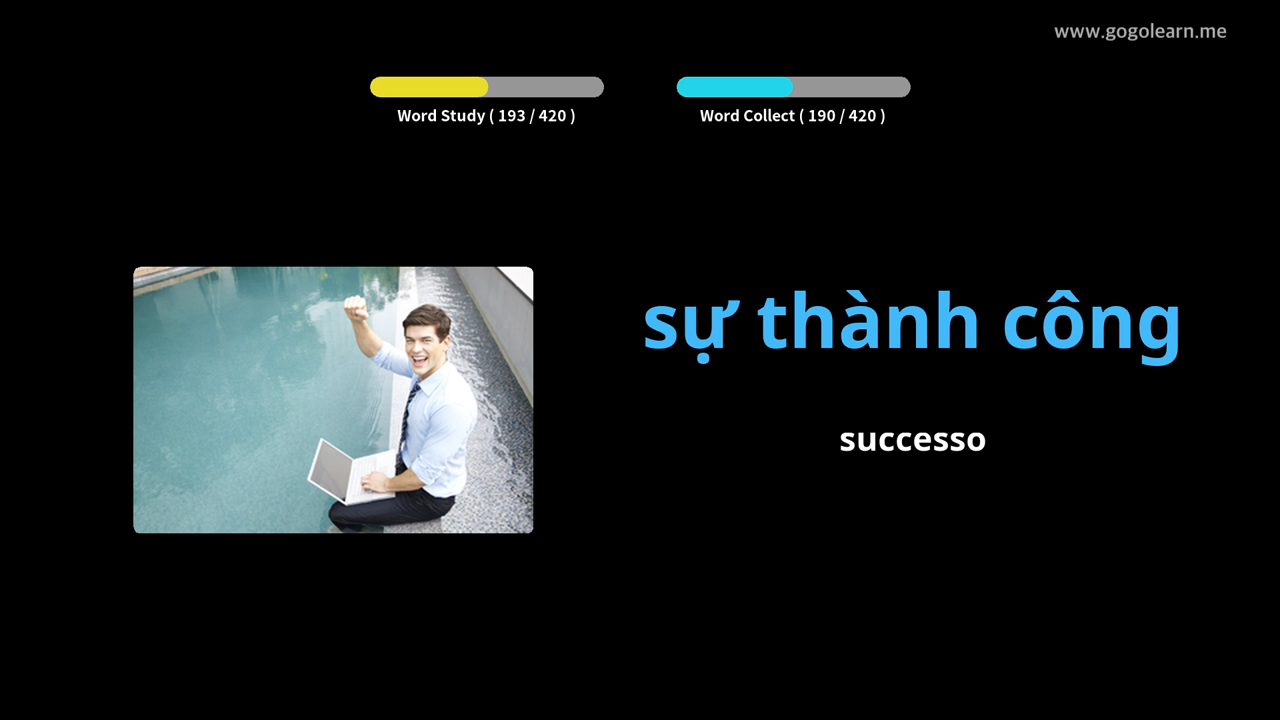 www.gogolearn.me
Word Study ( 193 / 420 )
Word Collect ( 190 / 420 )
sự thành công
successo